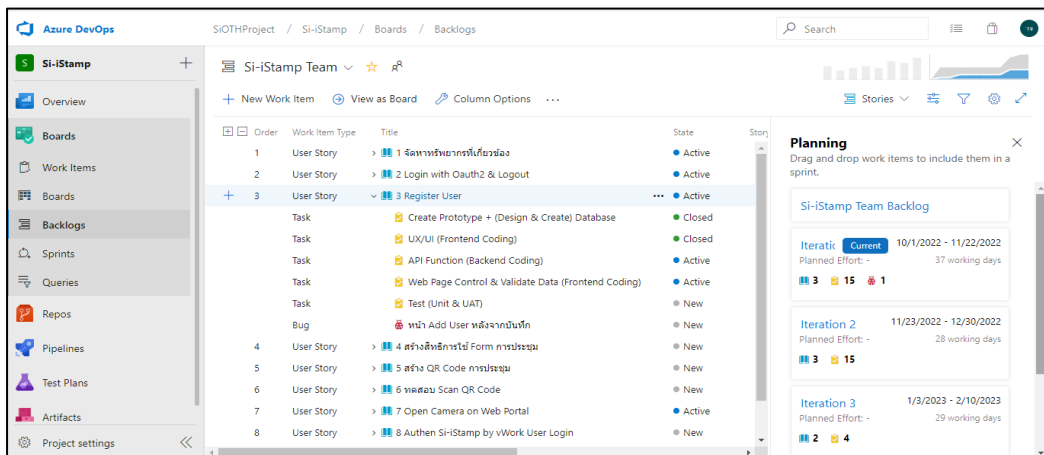 Azure DevOps
SiOTHProject / Si-iStamp / Boards / Backlogs
Search
S Si-iStamp
Overview
Boards
Work Items
Boards
Backlogs
Sprints
Queries
Repos
Pipelines
Test Plans
Artifacts
Project settings
Si-iStamp Team
New Work Item View as Board Column Options ...
Stories
Order Work Item Type Title State Story
1 User Story 1 จัดหาทรัพยากรที่เกี่ยวข้อง Active
2 User Story 2 Login with Oauth2 & Logout Active
3 User Story 3 Register User ... Active
Task Create Prototype + (Design & Create) Database Closed
Task UX/UI (Frontend Coding) Closed
Task API Function (Backend Coding) Active
Task Web Page Control & Validate Data (Frontend Coding) Active
Task Test (Unit & UAT) New
Bug หน้า Add User หลังจากบันทึก New
4 User Story 4 สร้างสิทธิการใช้ Form การประชุม New
5 User Story 5 สร้าง QR Code การประชุม New
6 User Story 6 ทดสอบ Scan QR Code New
7 User Story 7 Open Camera on Web Portal Active
8 User Story 8 Authen Si-iStamp by vWork User Login New
Planning
Drag and drop work items to include them in a
sprint.
Si-iStamp Team Backlog
Iteratic Current 10/1/2022 - 11/22/2022
Planned Effort: - 37 working days
3 15 1
Iteration 2 11/23/2022 - 12/30/2022
Planned Effort: - 28 working days
3 15
Iteration 3 1/3/2023 - 2/10/2023
Planned Effort: - 29 working days
2 4